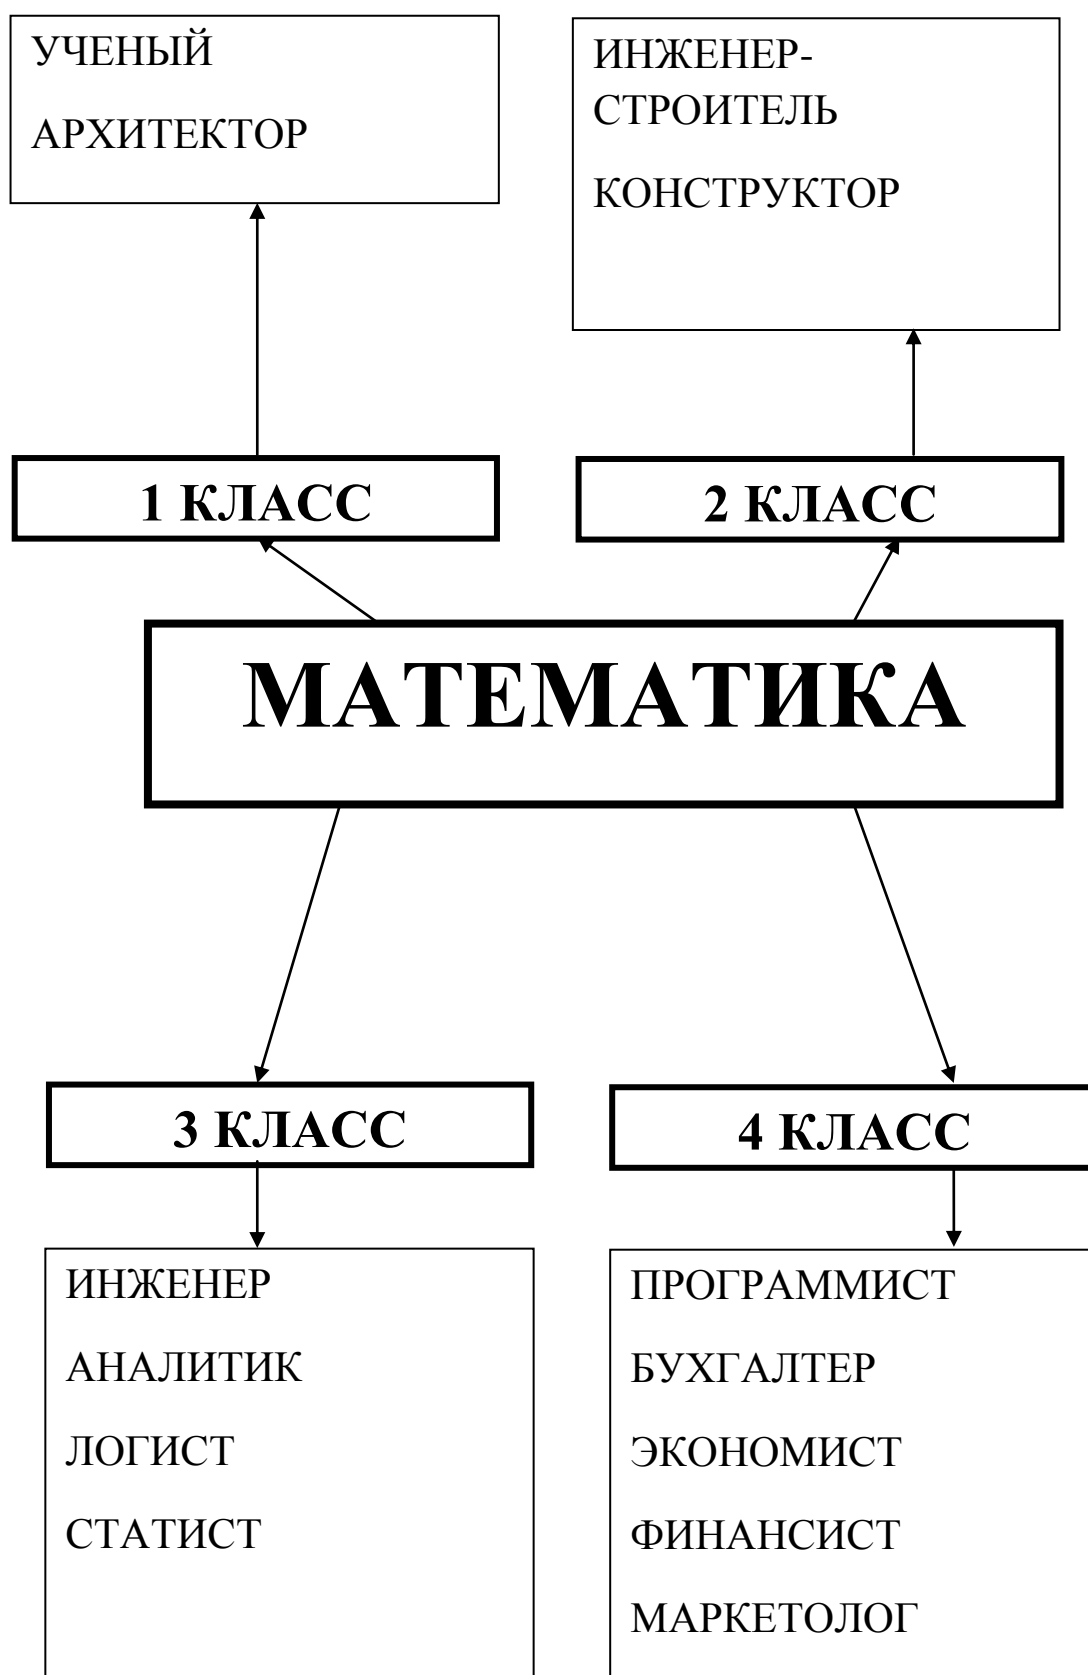 УЧЕНЫЙ
АРХИТЕКТОР
ИНЖЕНЕР-
СТРОИТЕЛЬ
КОНСТРУКТОР
1 КЛАСС
2 КЛАСС
МАТЕМАТИКА
3 КЛАСС
4 КЛАСС
ИНЖЕНЕР
АНАЛИТИК
ЛОГИСТ
СТАТИСТ
ПРОГРАММИСТ
БУХГАЛТЕР
ЭКОНОМИСТ
ФИНАНСИСТ
МАРКЕТОЛОГ